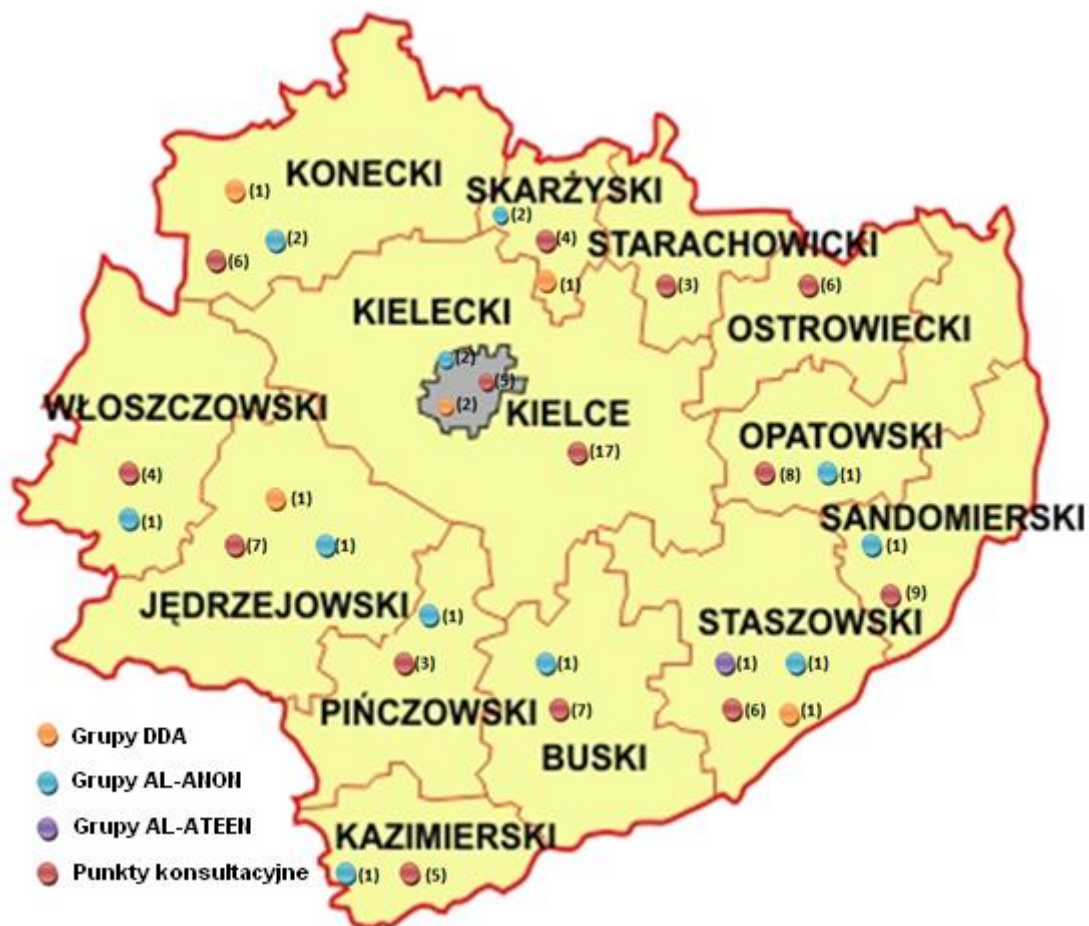 KONECKI
(1)
(2)
(6)
SKARŻYSKI
(2)
(4)
(1)
STARACHOWICKI
(3)
(6)
OSTROWIECKI
KIELECKI
(2)
(5)
(2)
KIELCE
(17)
WŁOSZCZOWSKI
(4)
(1)
OPATOWSKI
(8)
(1)
(1)
(7)
(1)
JĘDRZEJOWSKI
SANDOMIERSKI
(1)
(9)
STASZOWSKI
(1)
(1)
(6)
(1)
(1)
(3)
PIŃCZOWSKI
(1)
(7)
BUSKI
KAZIMIERSKI
(1)
(5)
Grupy DDA
Grupy AL-ANON
Grupy AL-ATEEN
Punkty konsultacyjne